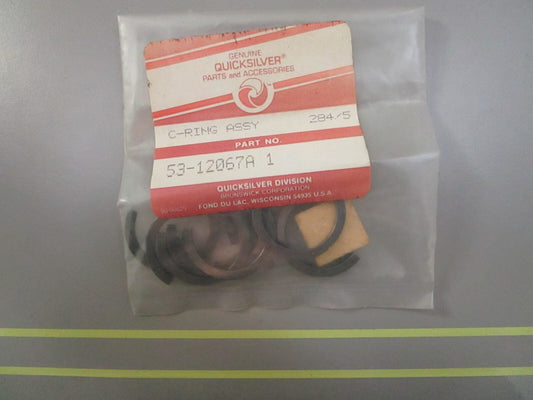 GENUINE
QUICKSILVER®
PARTS and ACCESSORIES
C-RING ASSY 284/5
PART NO.
53-12067A 1
QUICKSILVER DIVISION
BRUNSWICK CORPORATION
FOND DU LAC, WISCONSIN 54935 U.S.A.